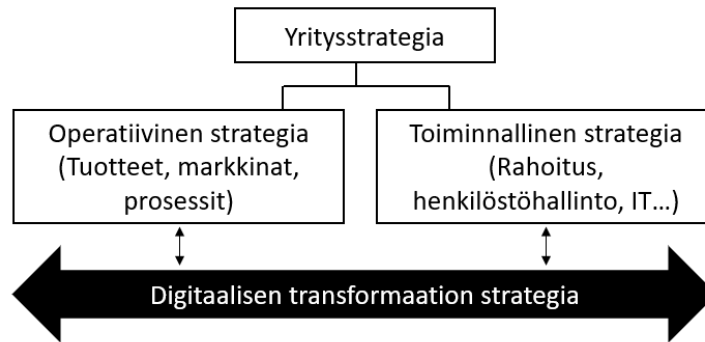 Yritysstrategia
Operatiivinen strategia
(Tuotteet, markkinat,
prosessit)
Toiminnallinen strategia
(Rahoitus,
henkilöstöhallinto, IT…)
Digitaalisen transformaation strategia